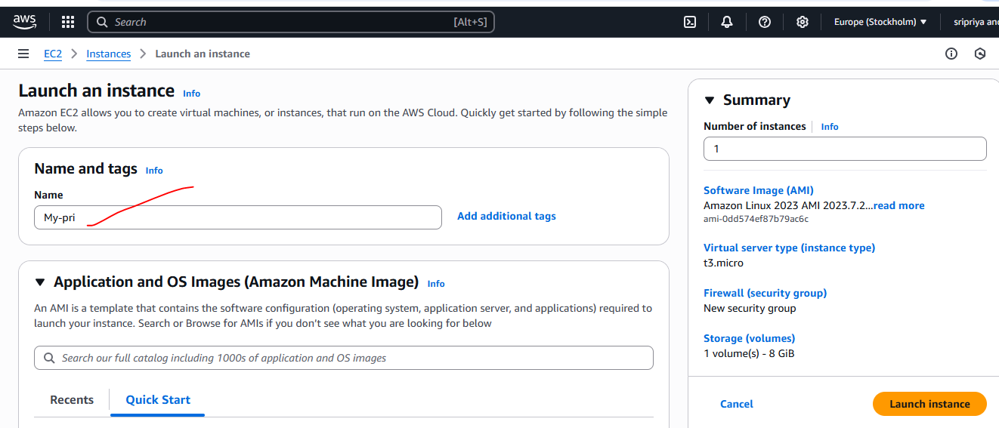 aws
Search [Alt+S]
Europe (Stockholm)
EC2 Instances Launch an instance
Launch an instance Info
Amazon EC2 allows you to create virtual machines, or instances, that run on the AWS Cloud. Quickly get started by following the simple
steps below.
Name and tags Info
Name
My-pri
Add additional tags
Application and OS Images (Amazon Machine Image) Info
An AMI is a template that contains the software configuration (operating system, application server, and applications) required to
launch your instance. Search or Browse for AMIs if you don't see what you are looking for below
Search our full catalog including 1000s of application and OS images
Recents Quick Start
Summary
Number of instances Info
1
Software Image (AMI)
Amazon Linux 2023 AMI 2023.7.2...read more
ami-0dd574ef87b79ac6c
Virtual server type (instance type)
t3.micro
Firewall (security group)
New security group
Storage (volumes)
1 volume(s) - 8 GiB
Cancel Launch instance